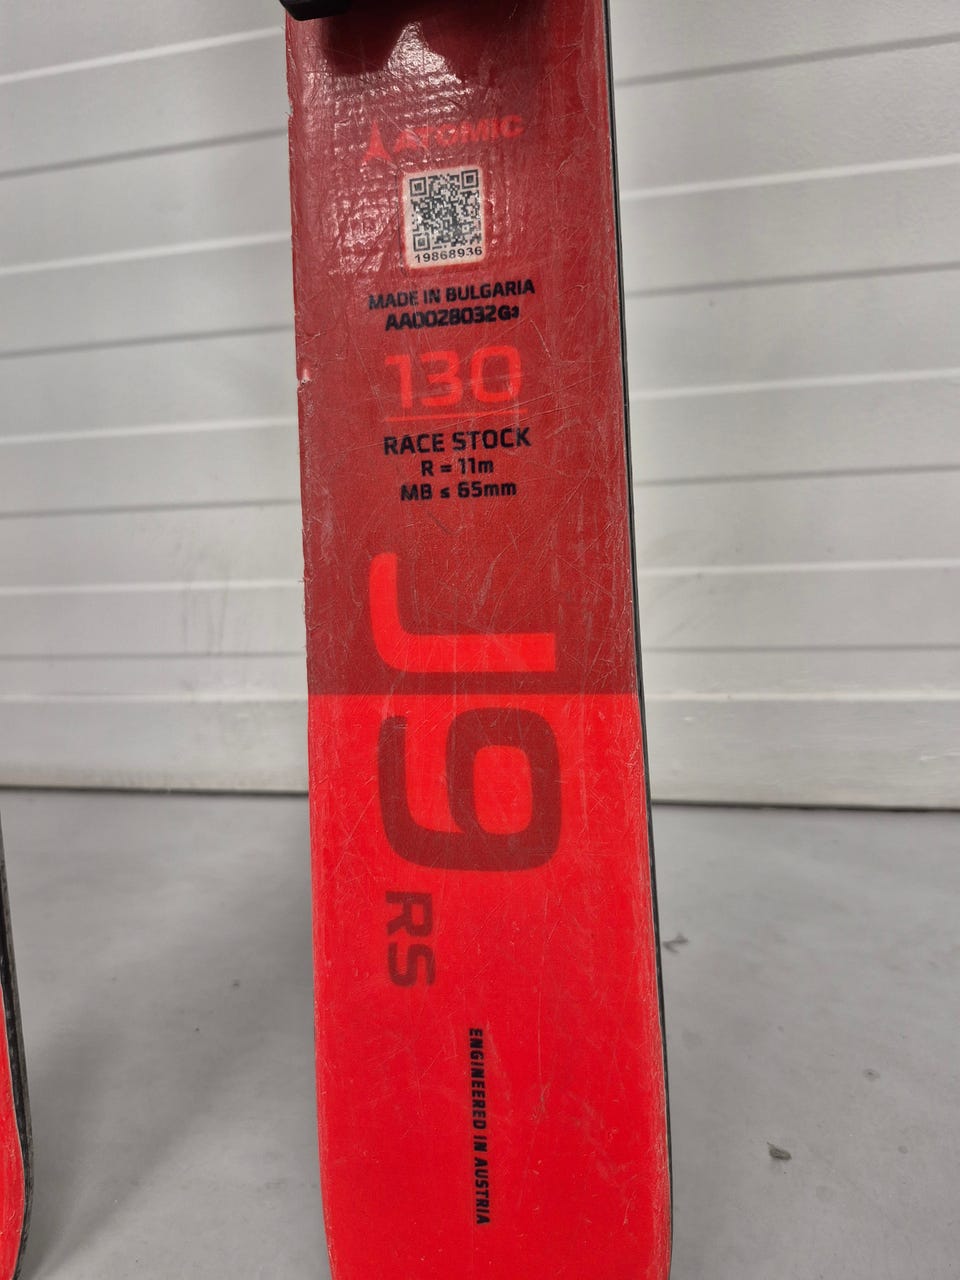 ATOMIC
19868936
MADE IN BULGARIA
AA0028032G
130
RACE STOCK
R = 11m
MB ≤ 65mm
J9
RS
ENGINEERED IN AUSTRIA